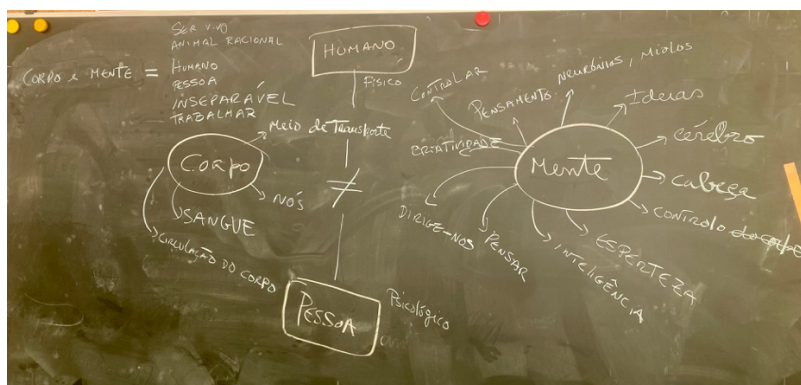 SER VIVO
ANIMAL RACIONAL
CORPO e MENTE =
HUMANO
PESSOA
INSEPARÁVEL
TRABALHAR
HUMANO
FÍSICO
≠
PESSOA
Psicológico
Corpo
Meio de Transporte
NÓS
SANGUE
CIRCULAÇÃO DO CORPO
Mente
CONTROLAR
PENSAMENTO
NEURÓNIOS, MIOLOS
Ideias
cérebro
cabeça
CONTROLO do corpo
ESPERTEZA
INTELIGÊNCIA
PENSAR
DIRIGE-NOS
CRIATIVIDADE